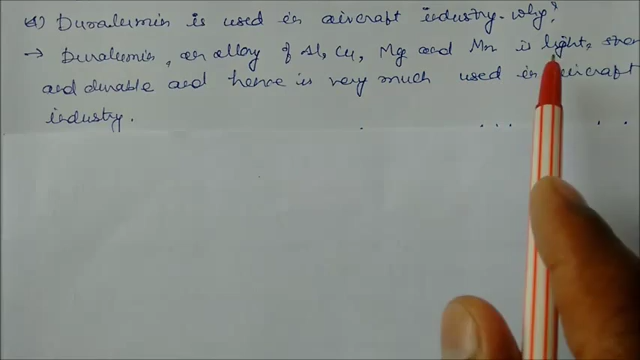 Duralumin is used in aircraft industry. Why?
→ Duralumin, an alloy of Al, Cu, Mg and Mn is light,
and durable and hence is very much used in aircraft
industry.